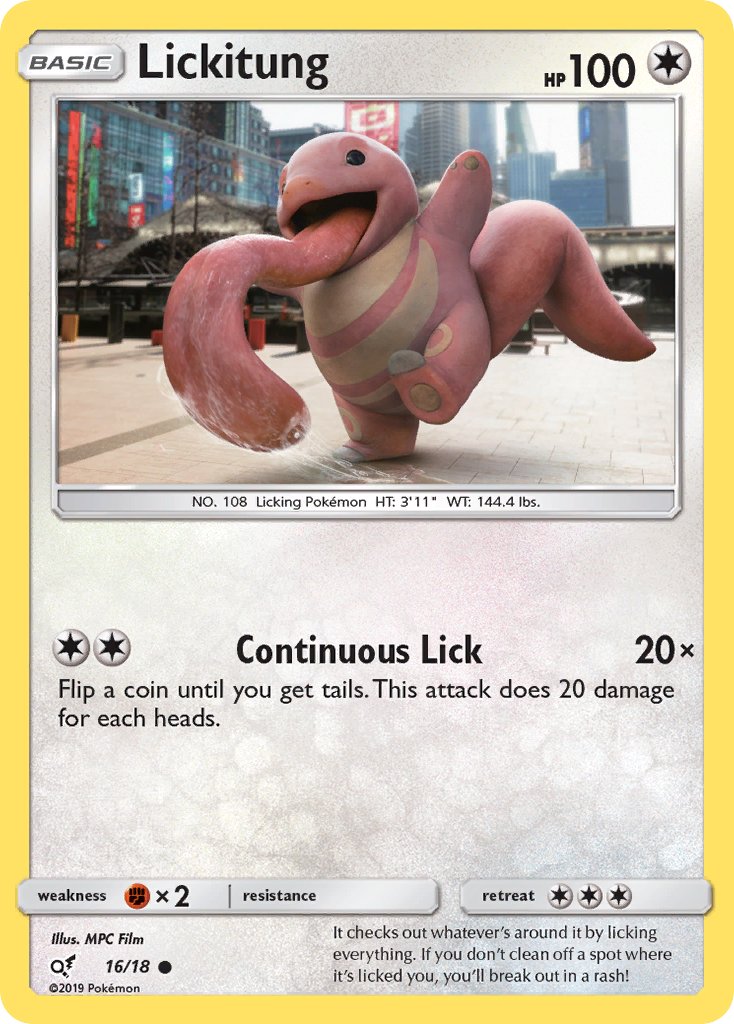 BASIC
Lickitung
HP 100
NO. 108 Licking Pokémon HT: 3'11" WT: 144.4 lbs.
Continuous Lick 20×
Flip a coin until you get tails. This attack does 20 damage
for each heads.
weakness ×2 resistance retreat
Illus. MPC Film
16/18
©2019 Pokémon
It checks out whatever's around it by licking
everything. If you don't clean off a spot where
it's licked you, you'll break out in a rash!